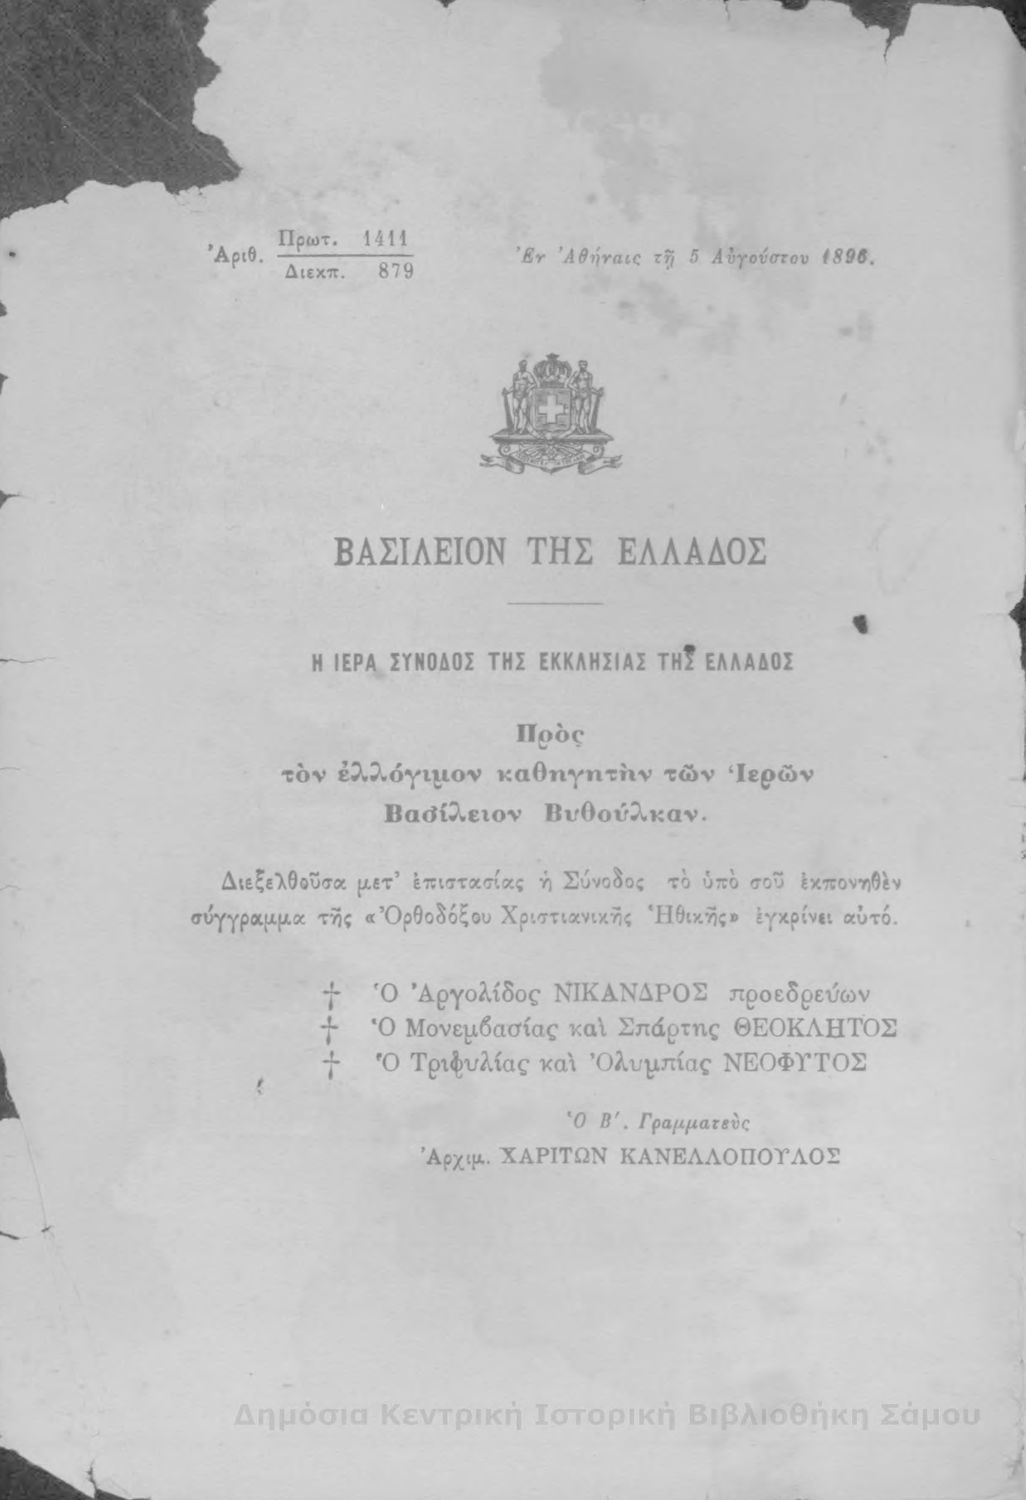 Ἀριθ. Πρωτ. 1411
Διεκπ. 879
Ἐν Ἀθήναις τῇ 5 Αὐγούστου 1896.
ΒΑΣΙΛΕΙΟΝ ΤΗΣ ΕΛΛΑΔΟΣ
Η ΙΕΡΑ ΣΥΝΟΔΟΣ ΤΗΣ ΕΚΚΛΗΣΙΑΣ ΤΗΣ ΕΛΛΑΔΟΣ
Πρὸς
τὸν ἐλλόγιμον καθηγητὴν τῶν Ἱερῶν
Βασίλειον Βυθούλκαν.
Διεξελθοῦσα μετ' ἐπιστασίας ἡ Σύνοδος τὸ ὑπὸ σοῦ ἐκπονηθὲν
σύγγραμμα τῆς «Ὀρθοδόξου Χριστιανικῆς Ἠθικῆς» ἐγκρίνει αὐτό.
† Ὁ Ἀργολίδος ΝΙΚΑΝΔΡΟΣ προεδρεύων
† Ὁ Μονεμβασίας καὶ Σπάρτης ΘΕΟΚΛΗΤΟΣ
† Ὁ Τριφυλίας καὶ Ὀλυμπίας ΝΕΟΦΥΤΟΣ
Ὁ Β'. Γραμματεὺς
Ἀρχιμ. ΧΑΡΙΤΩΝ ΚΑΝΕΛΛΟΠΟΥΛΟΣ
Δημόσια Κεντρική Ιστορική Βιβλιοθήκη Σάμου